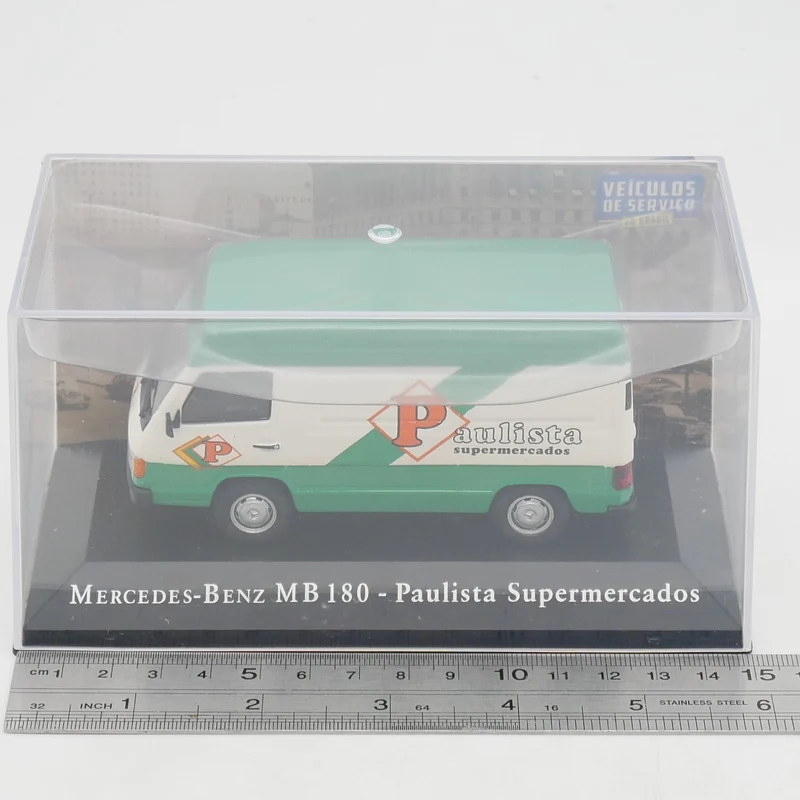 VEÍCULOS
DE SERVIÇO
P
Paulista
supermercados
MERCEDES-BENZ MB 180 - Paulista Supermercados
cm 1 2 3 4 5 6 7 8 9 10 11 12 13 14 15
32 INCH 1 2 3 64 4 16 5 STAINLESS STEEL 6